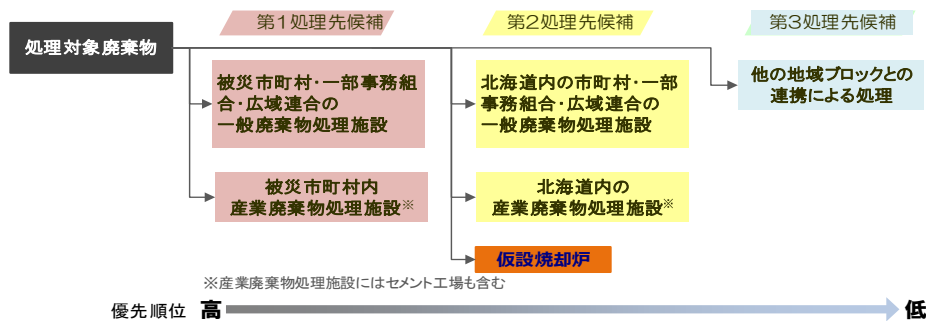 第１処理先候補
第２処理先候補
第３処理先候補
処理対象廃棄物
被災市町村・一部事務組
合・広域連合の
一般廃棄物処理施設
北海道内の市町村・一部
事務組合・広域連合の
一般廃棄物処理施設
他の地域ブロックとの
連携による処理
被災市町村内
産業廃棄物処理施設※
北海道内の
産業廃棄物処理施設※
仮設焼却炉
※産業廃棄物処理施設にはセメント工場も含む
優先順位 高 低